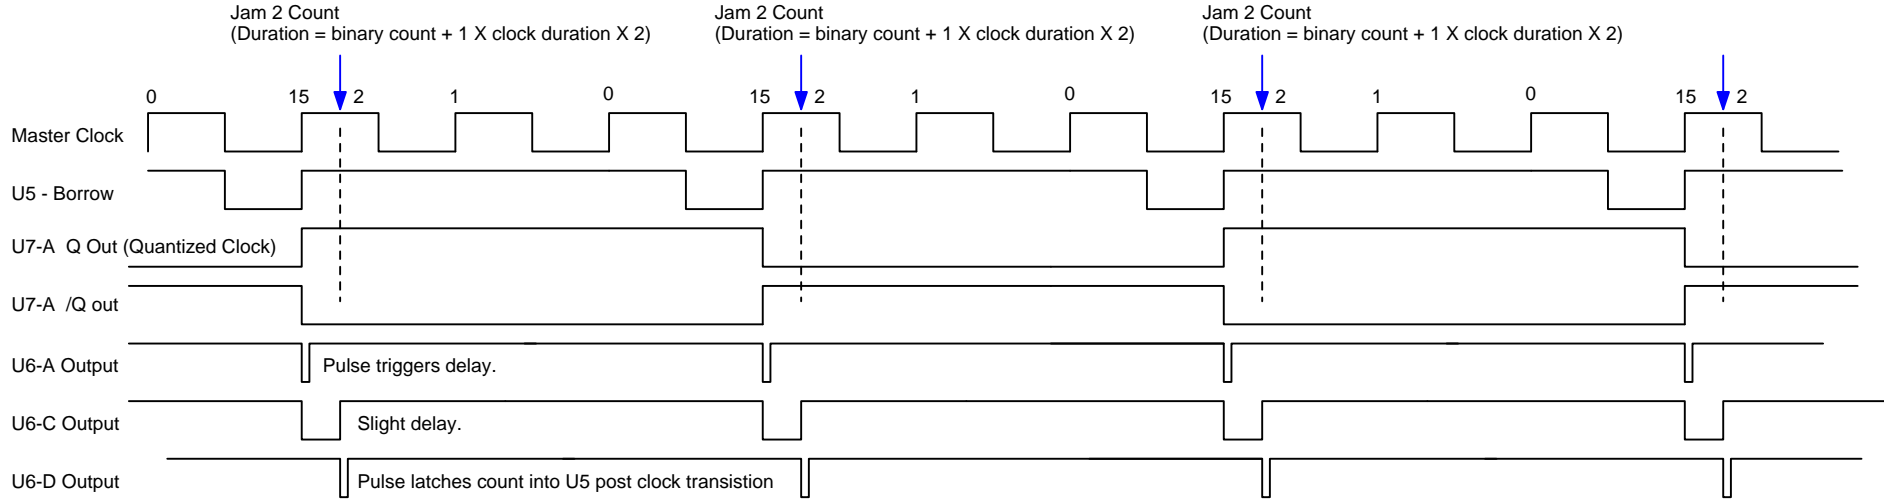 Jam 2 Count
(Duration = binary count + 1 X clock duration X 2)
Jam 2 Count
(Duration = binary count + 1 X clock duration X 2)
Jam 2 Count
(Duration = binary count + 1 X clock duration X 2)
0 15 2 1 0 15 2 1 0 15 2 1 0 15 2
Master Clock
U5 - Borrow
U7-A Q Out (Quantized Clock)
U7-A /Q out
U6-A Output Pulse triggers delay.
U6-C Output Slight delay.
U6-D Output Pulse latches count into U5 post clock transistion